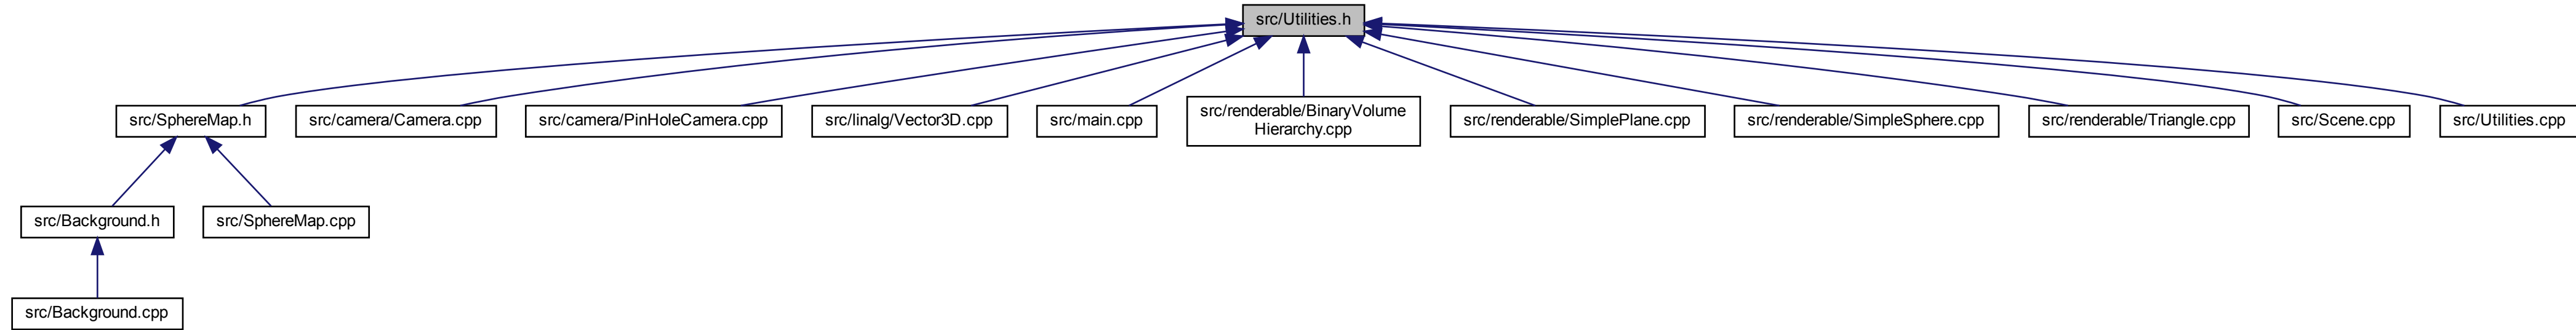 src/Utilities.h
src/SphereMap.h
src/camera/Camera.cpp
src/camera/PinHoleCamera.cpp
src/linalg/Vector3D.cpp
src/main.cpp
src/renderable/BinaryVolume
Hierarchy.cpp
src/renderable/SimplePlane.cpp
src/renderable/SimpleSphere.cpp
src/renderable/Triangle.cpp
src/Scene.cpp
src/Utilities.cpp
src/Background.h
src/SphereMap.cpp
src/Background.cpp